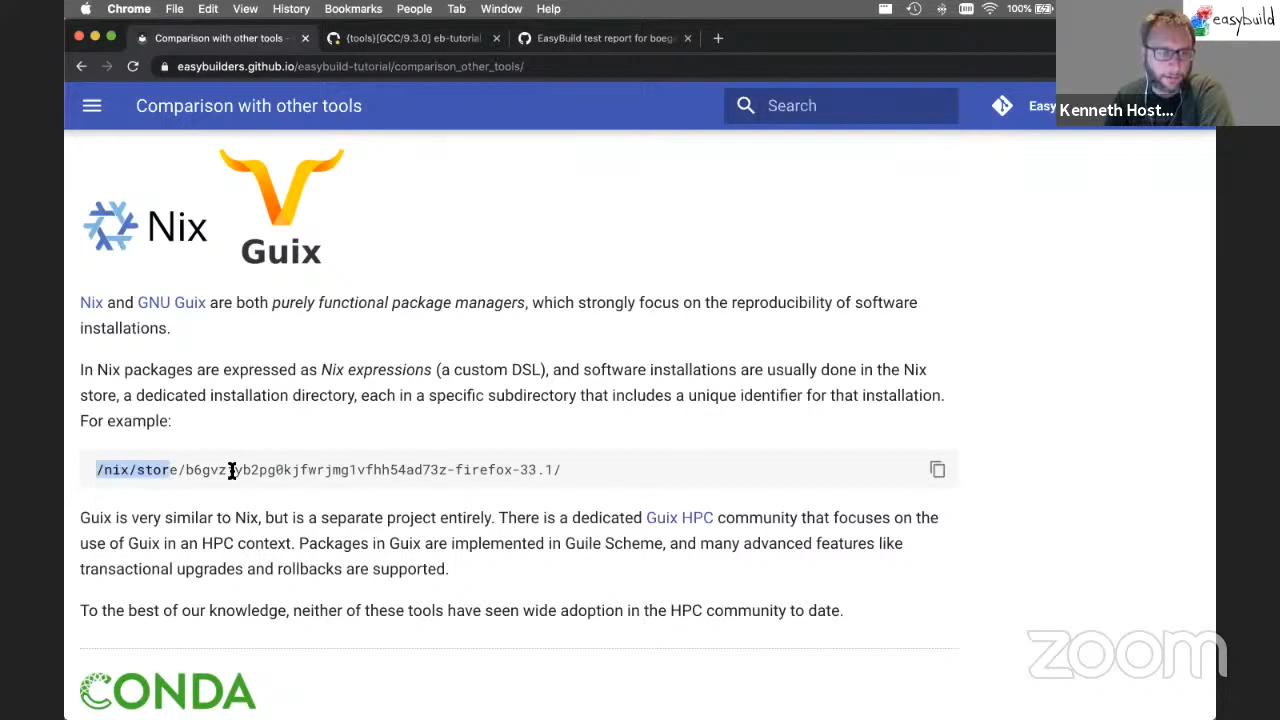 Chrome File Edit View History Bookmarks People Tab Window Help 100%
easybuild
Comparison with other tools - {tools}[GCC/9.3.0] eb-tutorial EasyBuild test report for boeg
easybuilders.github.io/easybuild-tutorial/comparison_other_tools/
Comparison with other tools Search Easy
Kenneth Host...
Nix
Guix
Nix and GNU Guix are both purely functional package managers, which strongly focus on the reproducibility of software
installations.
In Nix packages are expressed as Nix expressions (a custom DSL), and software installations are usually done in the Nix
store, a dedicated installation directory, each in a specific subdirectory that includes a unique identifier for that installation.
For example:
/nix/store/b6gvzjyb2pg0kjfwrjmg1vfhh54ad73z-firefox-33.1/
Guix is very similar to Nix, but is a separate project entirely. There is a dedicated Guix HPC community that focuses on the
use of Guix in an HPC context. Packages in Guix are implemented in Guile Scheme, and many advanced features like
transactional upgrades and rollbacks are supported.
To the best of our knowledge, neither of these tools have seen wide adoption in the HPC community to date.
zoom
CONDA